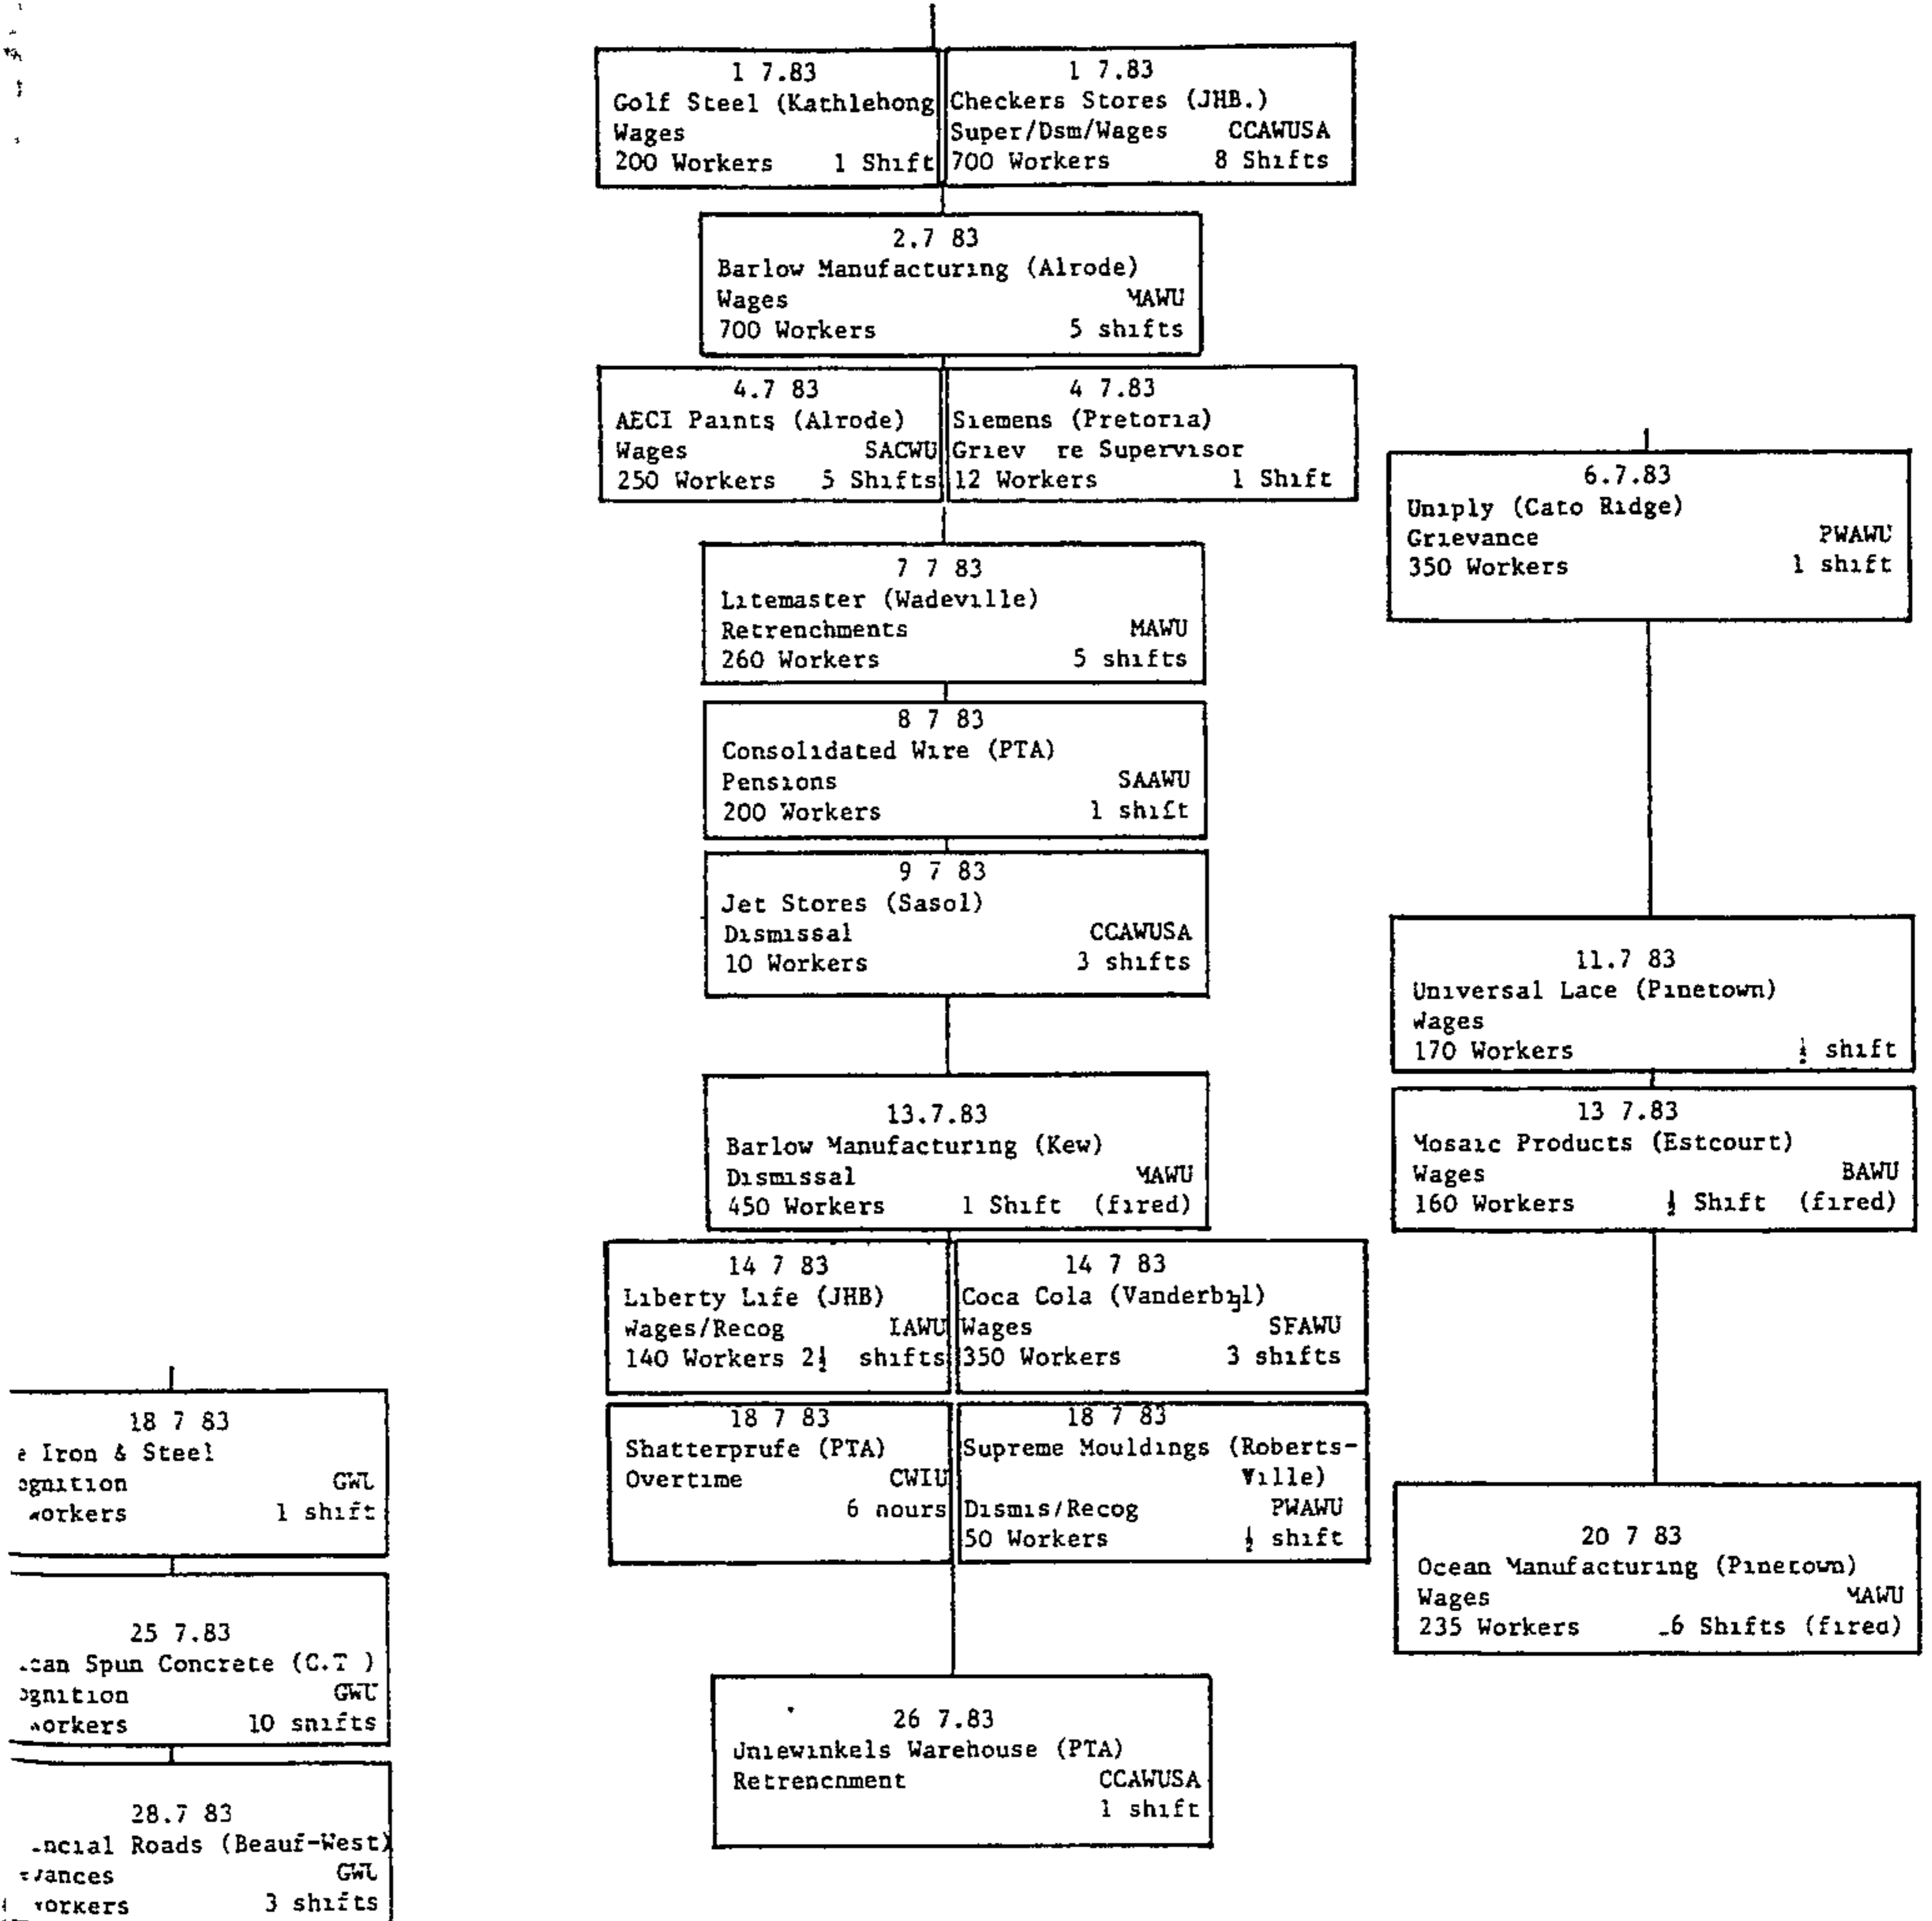 1 7.83
Golf Steel (Kathlehong
Wages
200 Workers 1 Shift
1 7.83
Checkers Stores (JHB.)
Super/Dsm/Wages CCAWUSA
700 Workers 8 Shifts
2.7 83
Barlow Manufacturing (Alrode)
Wages MAWU
700 Workers 5 shifts
4.7 83
AECI Paints (Alrode)
Wages SACWU
250 Workers 5 Shifts
4 7.83
Siemens (Pretoria)
Griev re Supervisor
12 Workers 1 Shift
7 7 83
Litemaster (Wadeville)
Retrenchments MAWU
260 Workers 5 shifts
8 7 83
Consolidated Wire (PTA)
Pensions SAAWU
200 Workers 1 shift
9 7 83
Jet Stores (Sasol)
Dismissal CCAWUSA
10 Workers 3 shifts
13.7.83
Barlow Manufacturing (Kew)
Dismissal MAWU
450 Workers 1 Shift (fired)
14 7 83
Liberty Life (JHB)
Wages/Recog IAWU
140 Workers 2½ shifts
14 7 83
Coca Cola (Vanderbijl)
Wages SFAWU
350 Workers 3 shifts
18 7 83
Shatterprufe (PTA)
Overtime CWIU
6 hours
18 7 83
Supreme Mouldings (Roberts-
Ville)
Dismis/Recog PWAWU
50 Workers ½ shift
26 7.83
Uniewinkels Warehouse (PTA)
Retrenchment CCAWUSA
1 shift
6.7.83
Uniply (Cato Ridge)
Grievance PWAWU
350 Workers 1 shift
11.7 83
Universal Lace (Pinetown)
Wages
170 Workers ½ shift
13 7.83
Mosaic Products (Estcourt)
Wages BAWU
160 Workers ½ Shift (fired)
20 7 83
Ocean Manufacturing (Pinetown)
Wages MAWU
235 Workers 6 Shifts (fired)
18 7 83
e Iron & Steel
ognition GWU
workers 1 shift
25 7.83
can Spun Concrete (C.T )
ognition GWU
workers 10 shifts
28.7 83
ncial Roads (Beauf-West)
vances GWU
workers 3 shifts